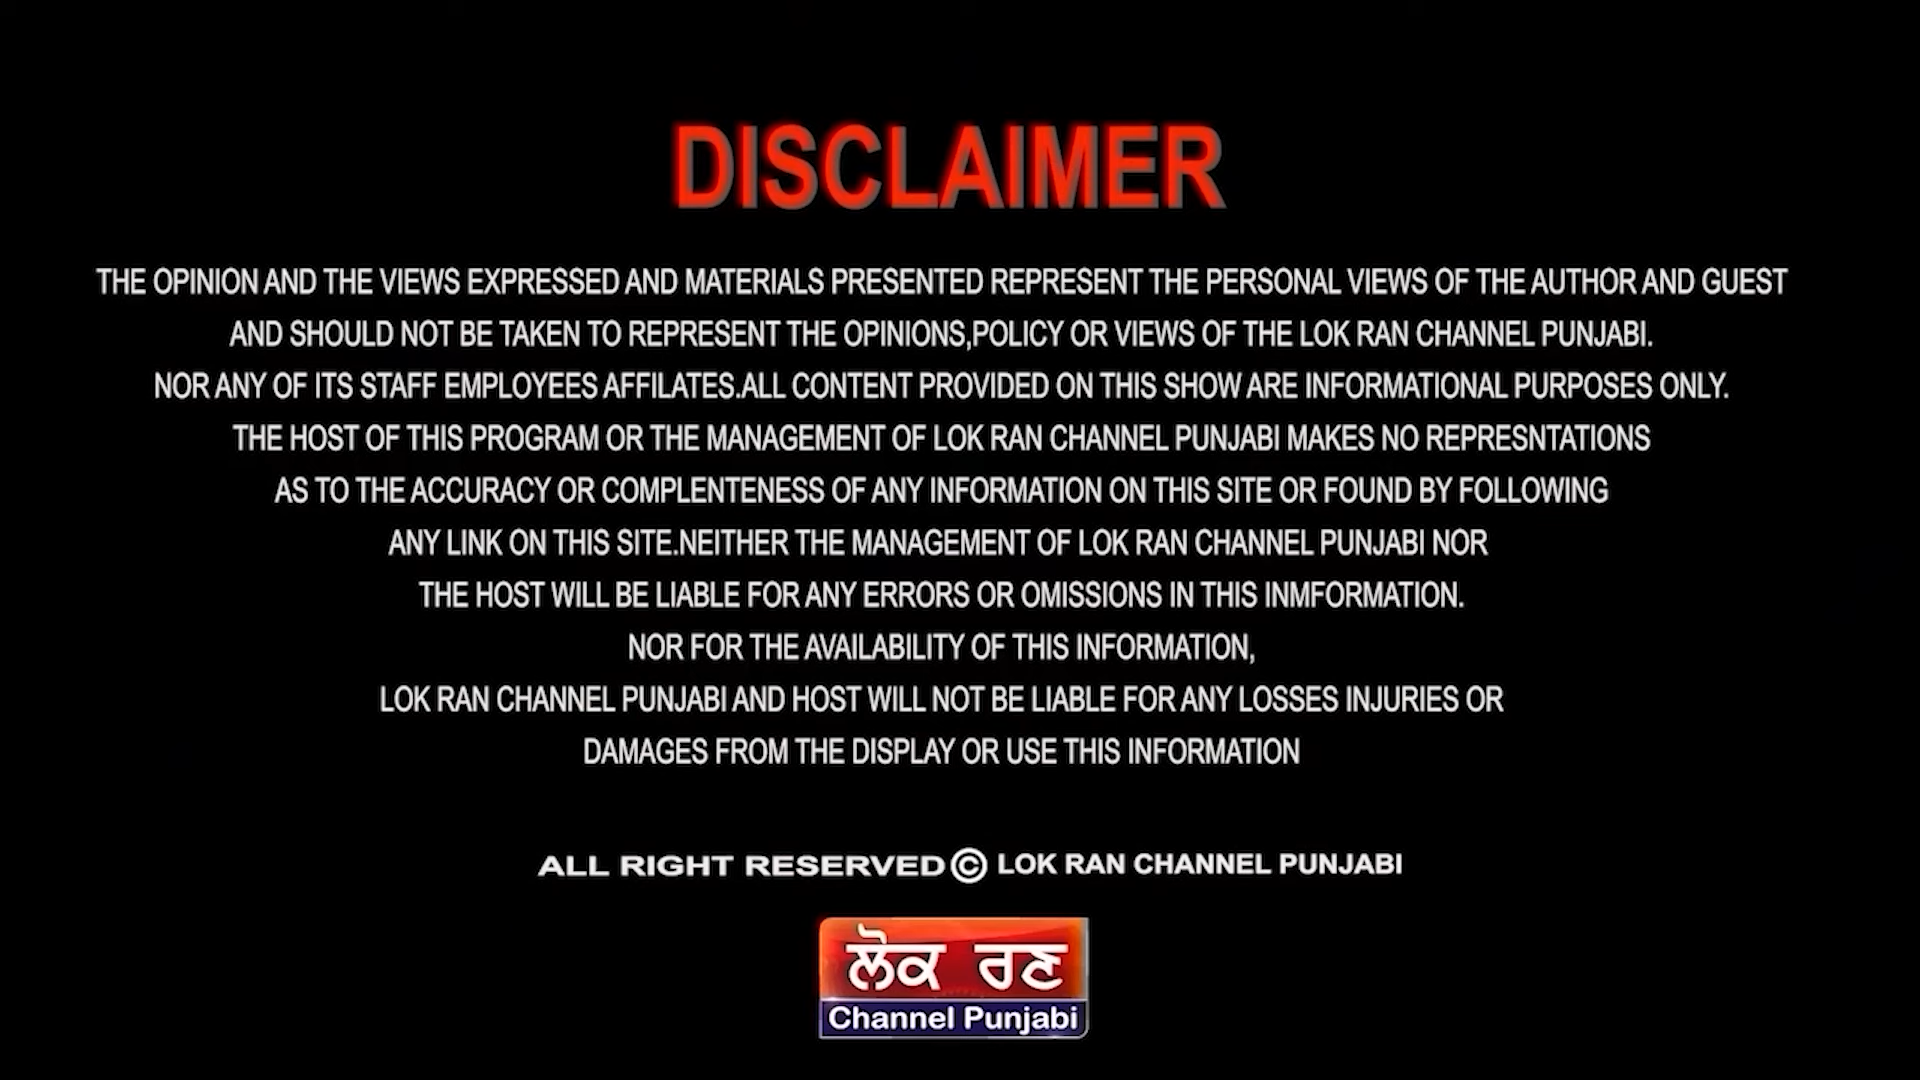 DISCLAIMER
THE OPINION AND THE VIEWS EXPRESSED AND MATERIALS PRESENTED REPRESENT THE PERSONAL VIEWS OF THE AUTHOR AND GUEST
AND SHOULD NOT BE TAKEN TO REPRESENT THE OPINIONS,POLICY OR VIEWS OF THE LOK RAN CHANNEL PUNJABI.
NOR ANY OF ITS STAFF EMPLOYEES AFFILATES.ALL CONTENT PROVIDED ON THIS SHOW ARE INFORMATIONAL PURPOSES ONLY.
THE HOST OF THIS PROGRAM OR THE MANAGEMENT OF LOK RAN CHANNEL PUNJABI MAKES NO REPRESNTATIONS
AS TO THE ACCURACY OR COMPLENTENESS OF ANY INFORMATION ON THIS SITE OR FOUND BY FOLLOWING
ANY LINK ON THIS SITE.NEITHER THE MANAGEMENT OF LOK RAN CHANNEL PUNJABI NOR
THE HOST WILL BE LIABLE FOR ANY ERRORS OR OMISSIONS IN THIS INMFORMATION.
NOR FOR THE AVAILABILITY OF THIS INFORMATION,
LOK RAN CHANNEL PUNJABI AND HOST WILL NOT BE LIABLE FOR ANY LOSSES INJURIES OR
DAMAGES FROM THE DISPLAY OR USE THIS INFORMATION
ALL RIGHT RESERVED © LOK RAN CHANNEL PUNJABI
ਲੋਕ ਰਣ
Channel Punjabi